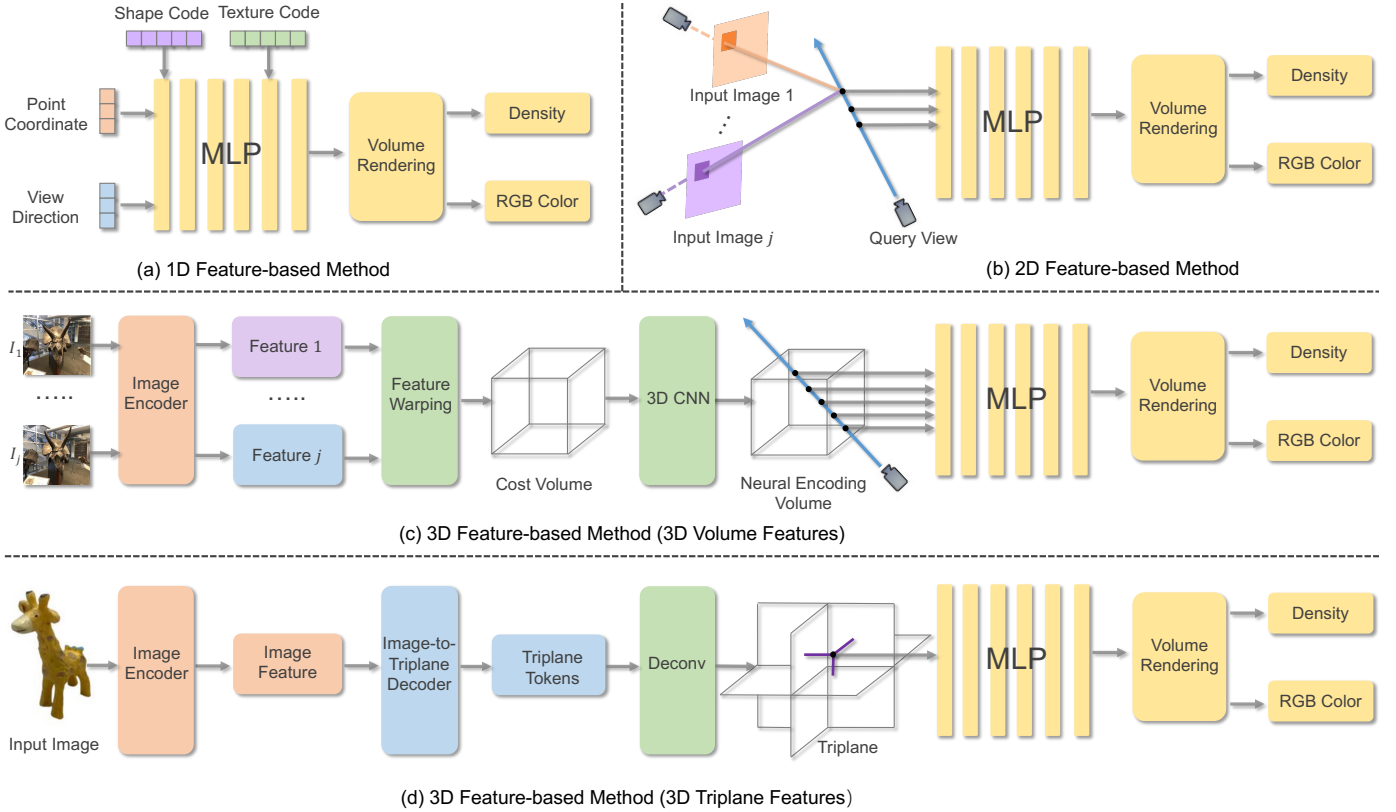 Shape Code
Texture Code
Point
Coordinate
View
Direction
MLP
Volume
Rendering
Density
RGB Color
(a) 1D Feature-based Method
Input Image 1
...
Input Image j
Query View
MLP
Volume
Rendering
Density
RGB Color
(b) 2D Feature-based Method
I1
.....
Ij
Image
Encoder
Feature 1
.....
Feature j
Feature
Warping
Cost Volume
3D CNN
Neural Encoding
Volume
MLP
Volume
Rendering
Density
RGB Color
(c) 3D Feature-based Method (3D Volume Features)
Input Image
Image
Encoder
Image
Feature
Image-to-
Triplane
Decoder
Triplane
Tokens
Deconv
Triplane
MLP
Volume
Rendering
Density
RGB Color
(d) 3D Feature-based Method (3D Triplane Features)